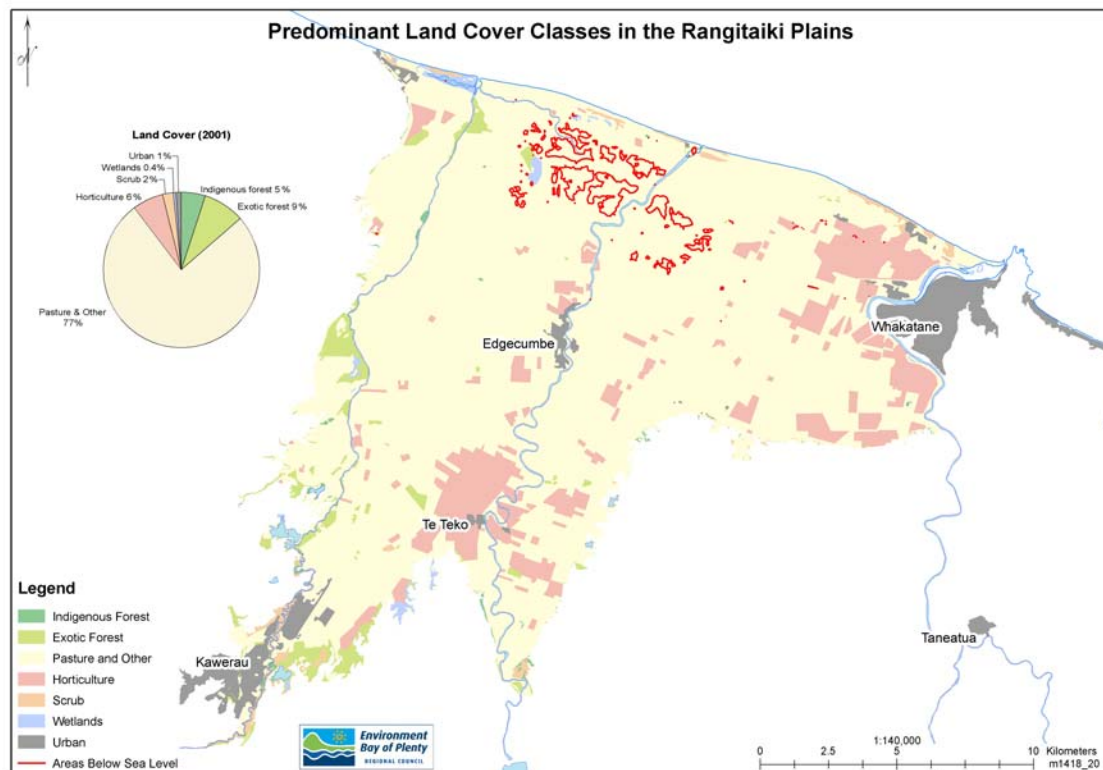 Predominant Land Cover Classes in the Rangitaiki Plains
N
Land Cover (2001)
Urban 1%
Wetlands 0.4%
Scrub 2%
Horticulture 6%
Indigenous forest 5%
Exotic forest 9%
Pasture & Other
77%
Edgecumbe
Whakatane
Te Teko
Kawerau
Taneatua
Legend
Indigenous Forest
Exotic Forest
Pasture and Other
Horticulture
Scrub
Wetlands
Urban
Areas Below Sea Level
Environment
Bay of Plenty
REGIONAL COUNCIL
1:140,000
0 2.5 5 10 Kilometers
m1418_20